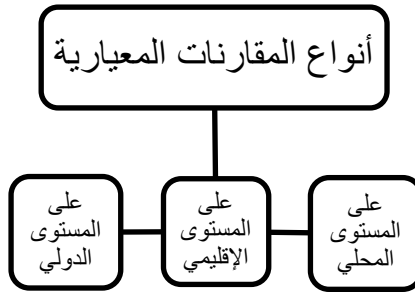 أنواع المقارنات المعيارية
على
المستوى
المحلي
على
المستوى
الإقليمي
على
المستوى
الدولي